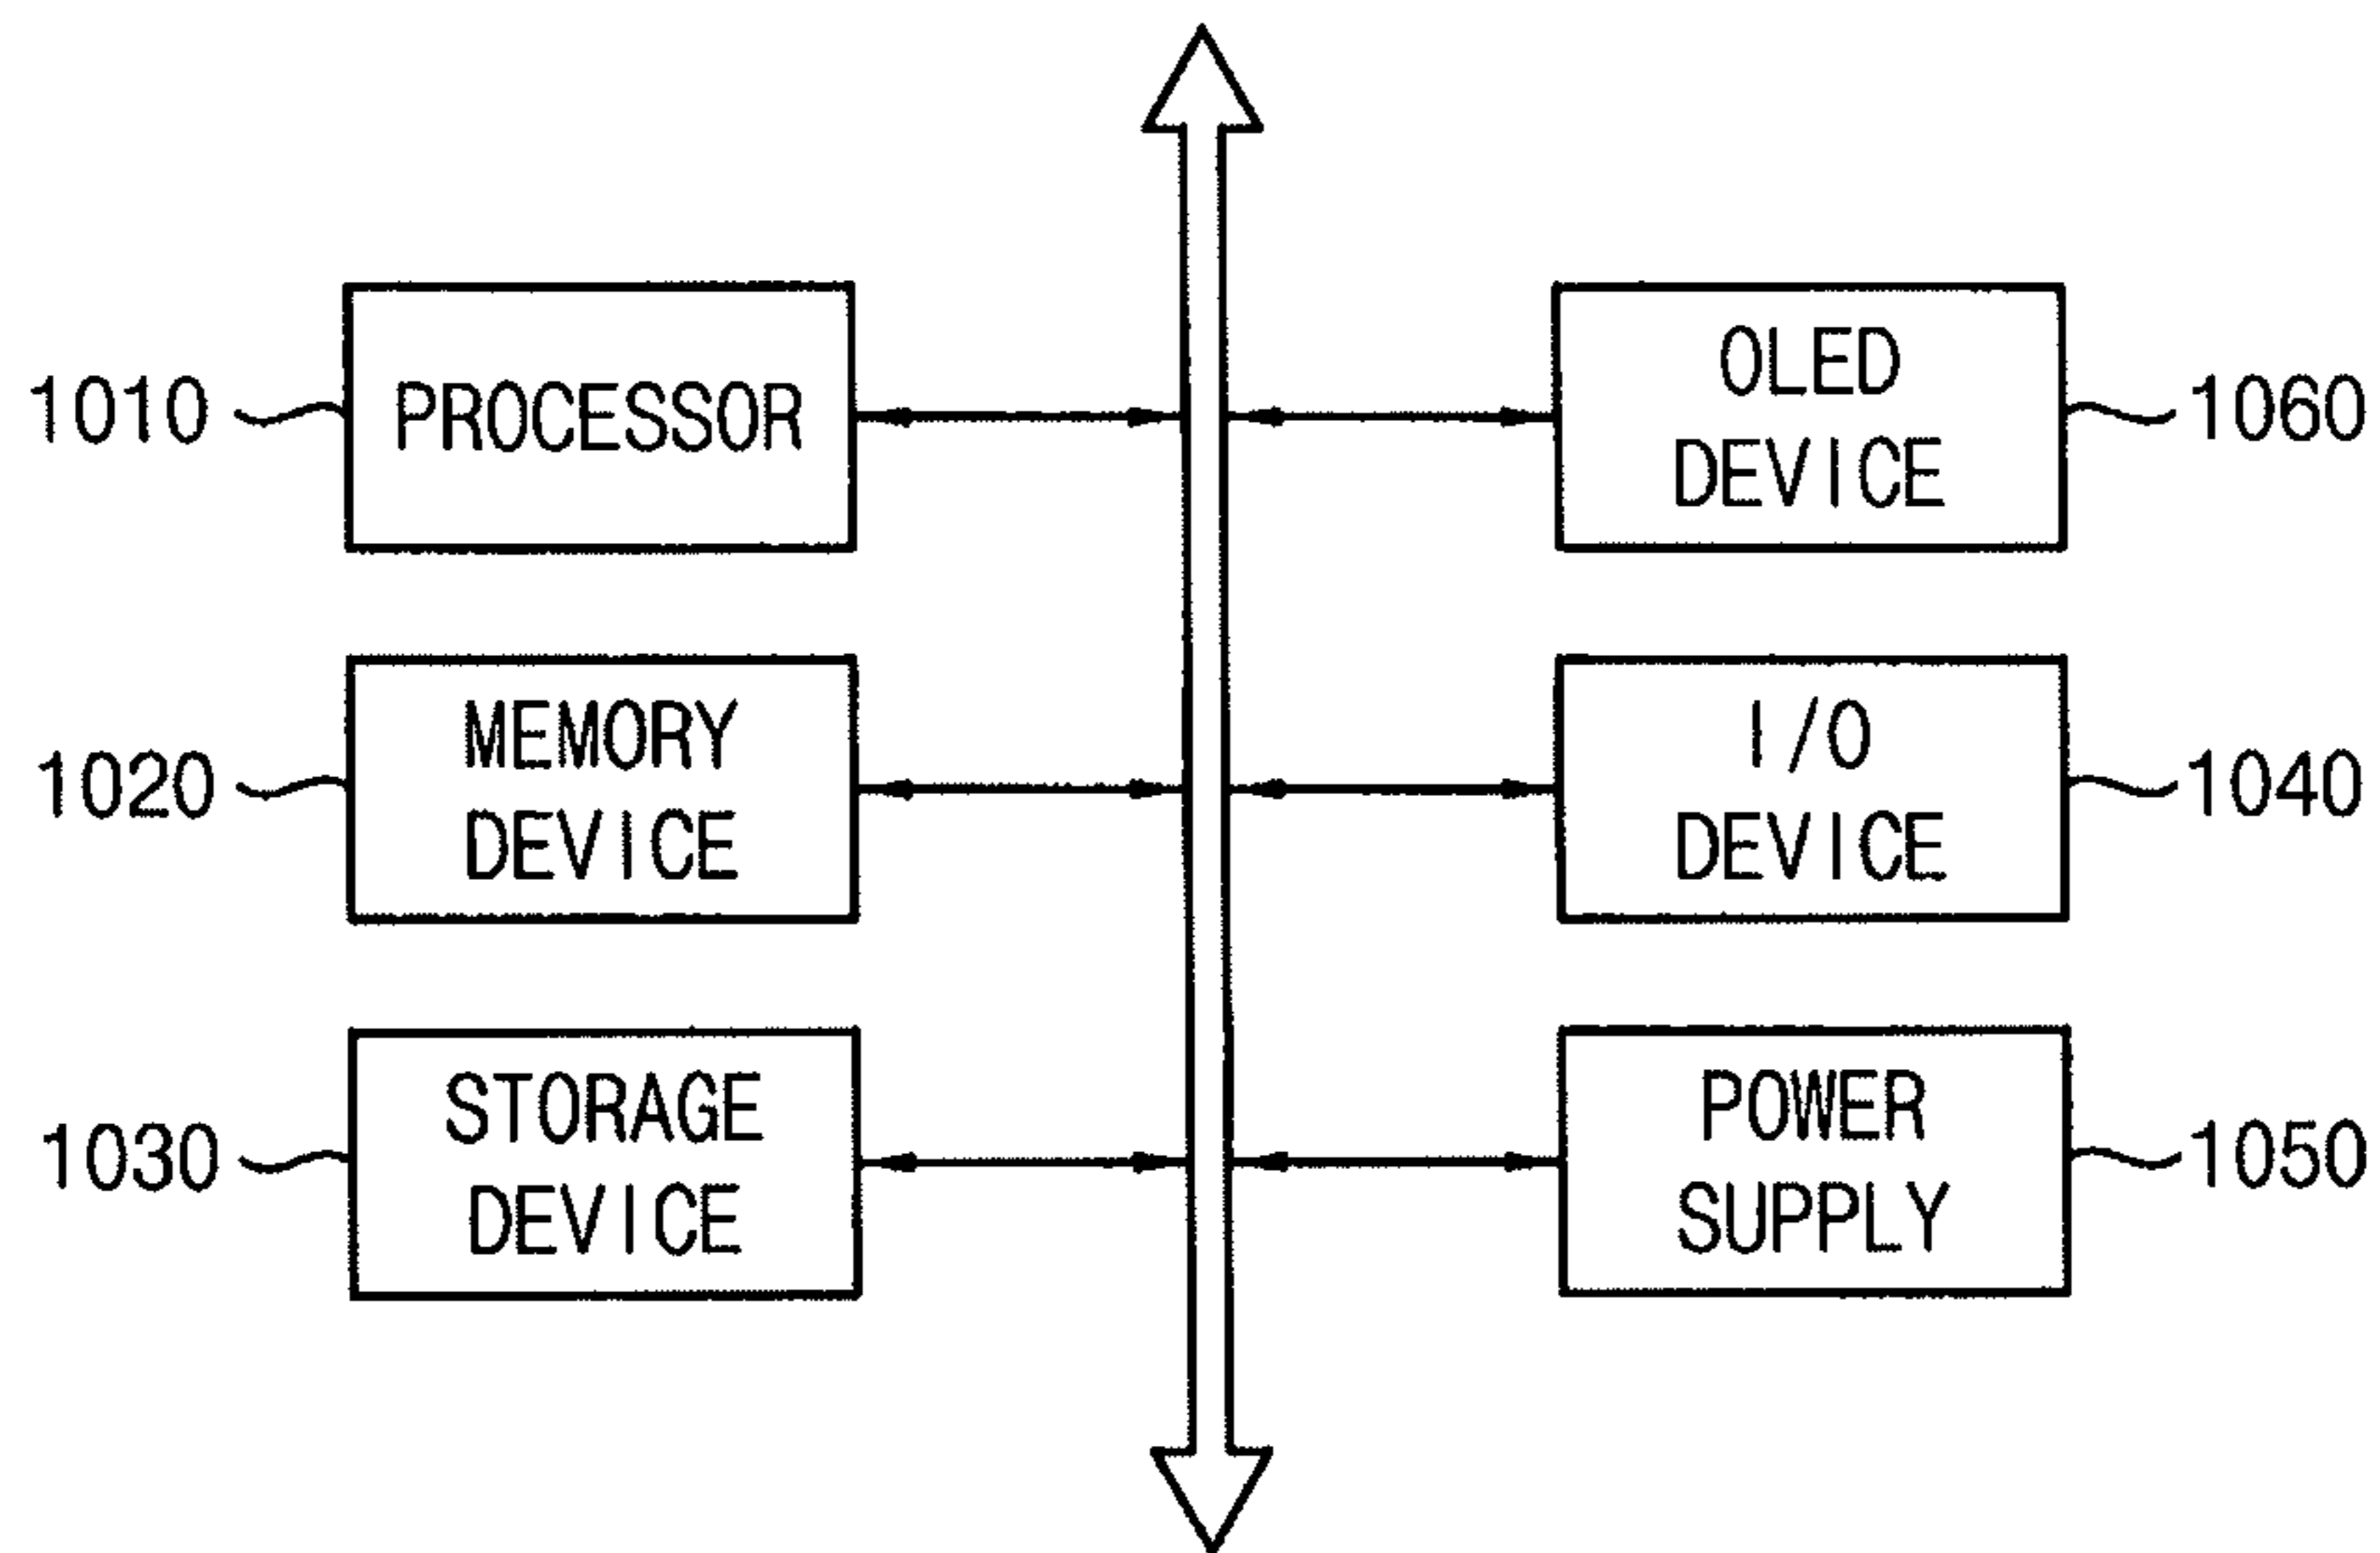 1010
PROCESSOR
OLED
DEVICE
1060
1020
MEMORY
DEVICE
I/O
DEVICE
1040
1030
STORAGE
DEVICE
POWER
SUPPLY
1050